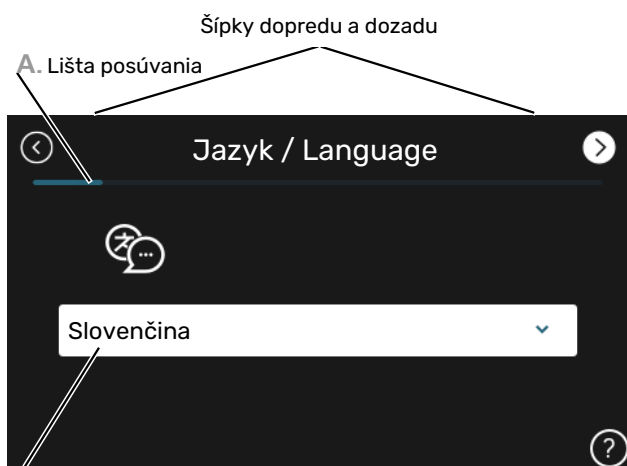 Šípky dopredu a dozadu
A. Lišta posúvania
Jazyk / Language
Slovenčina
?